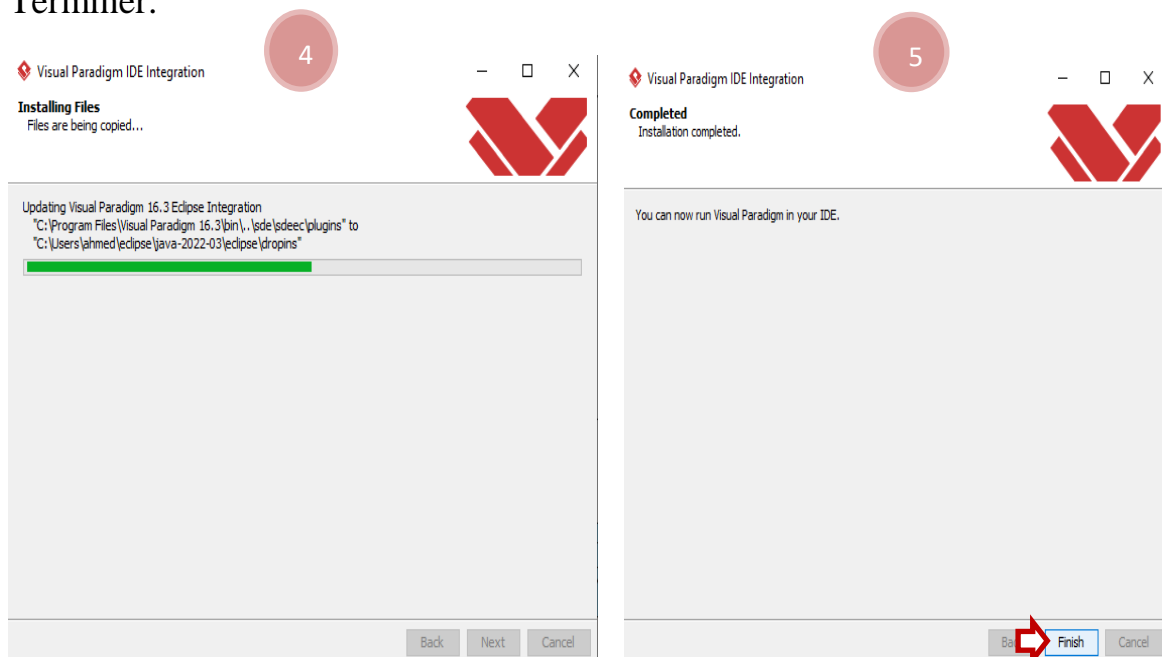 Terminer.
4
Visual Paradigm IDE Integration
Installing Files
Files are being copied...
Updating Visual Paradigm 16.3 Eclipse Integration
"C:\Program Files\Visual Paradigm 16.3\bin\..\sde\sdeec\plugins" to
"C:\Users\ahmed\eclipse\java-2022-03\eclipse\dropins"
Back Next Cancel
5
Visual Paradigm IDE Integration
Completed
Installation completed.
You can now run Visual Paradigm in your IDE.
Finish Cancel